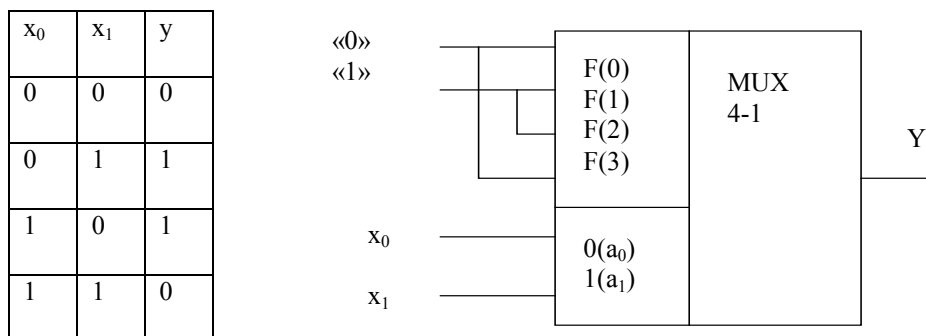 x₀ x₁ y
0 0 0
0 1 1
1 0 1
1 1 0
«0»
«1»
F(0)
F(1)
F(2)
F(3)
MUX
4-1
Y
x₀
x₁
0(a₀)
1(a₁)